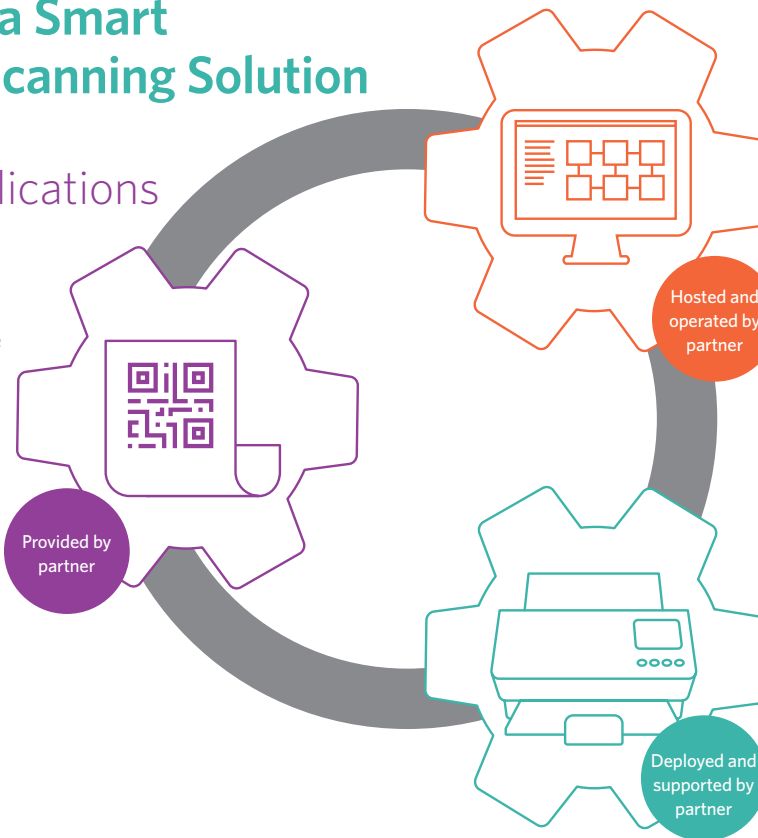 a Smart
canning Solution
lications
Hosted and
operated by
partner
Provided by
partner
Deployed and
supported by
partner